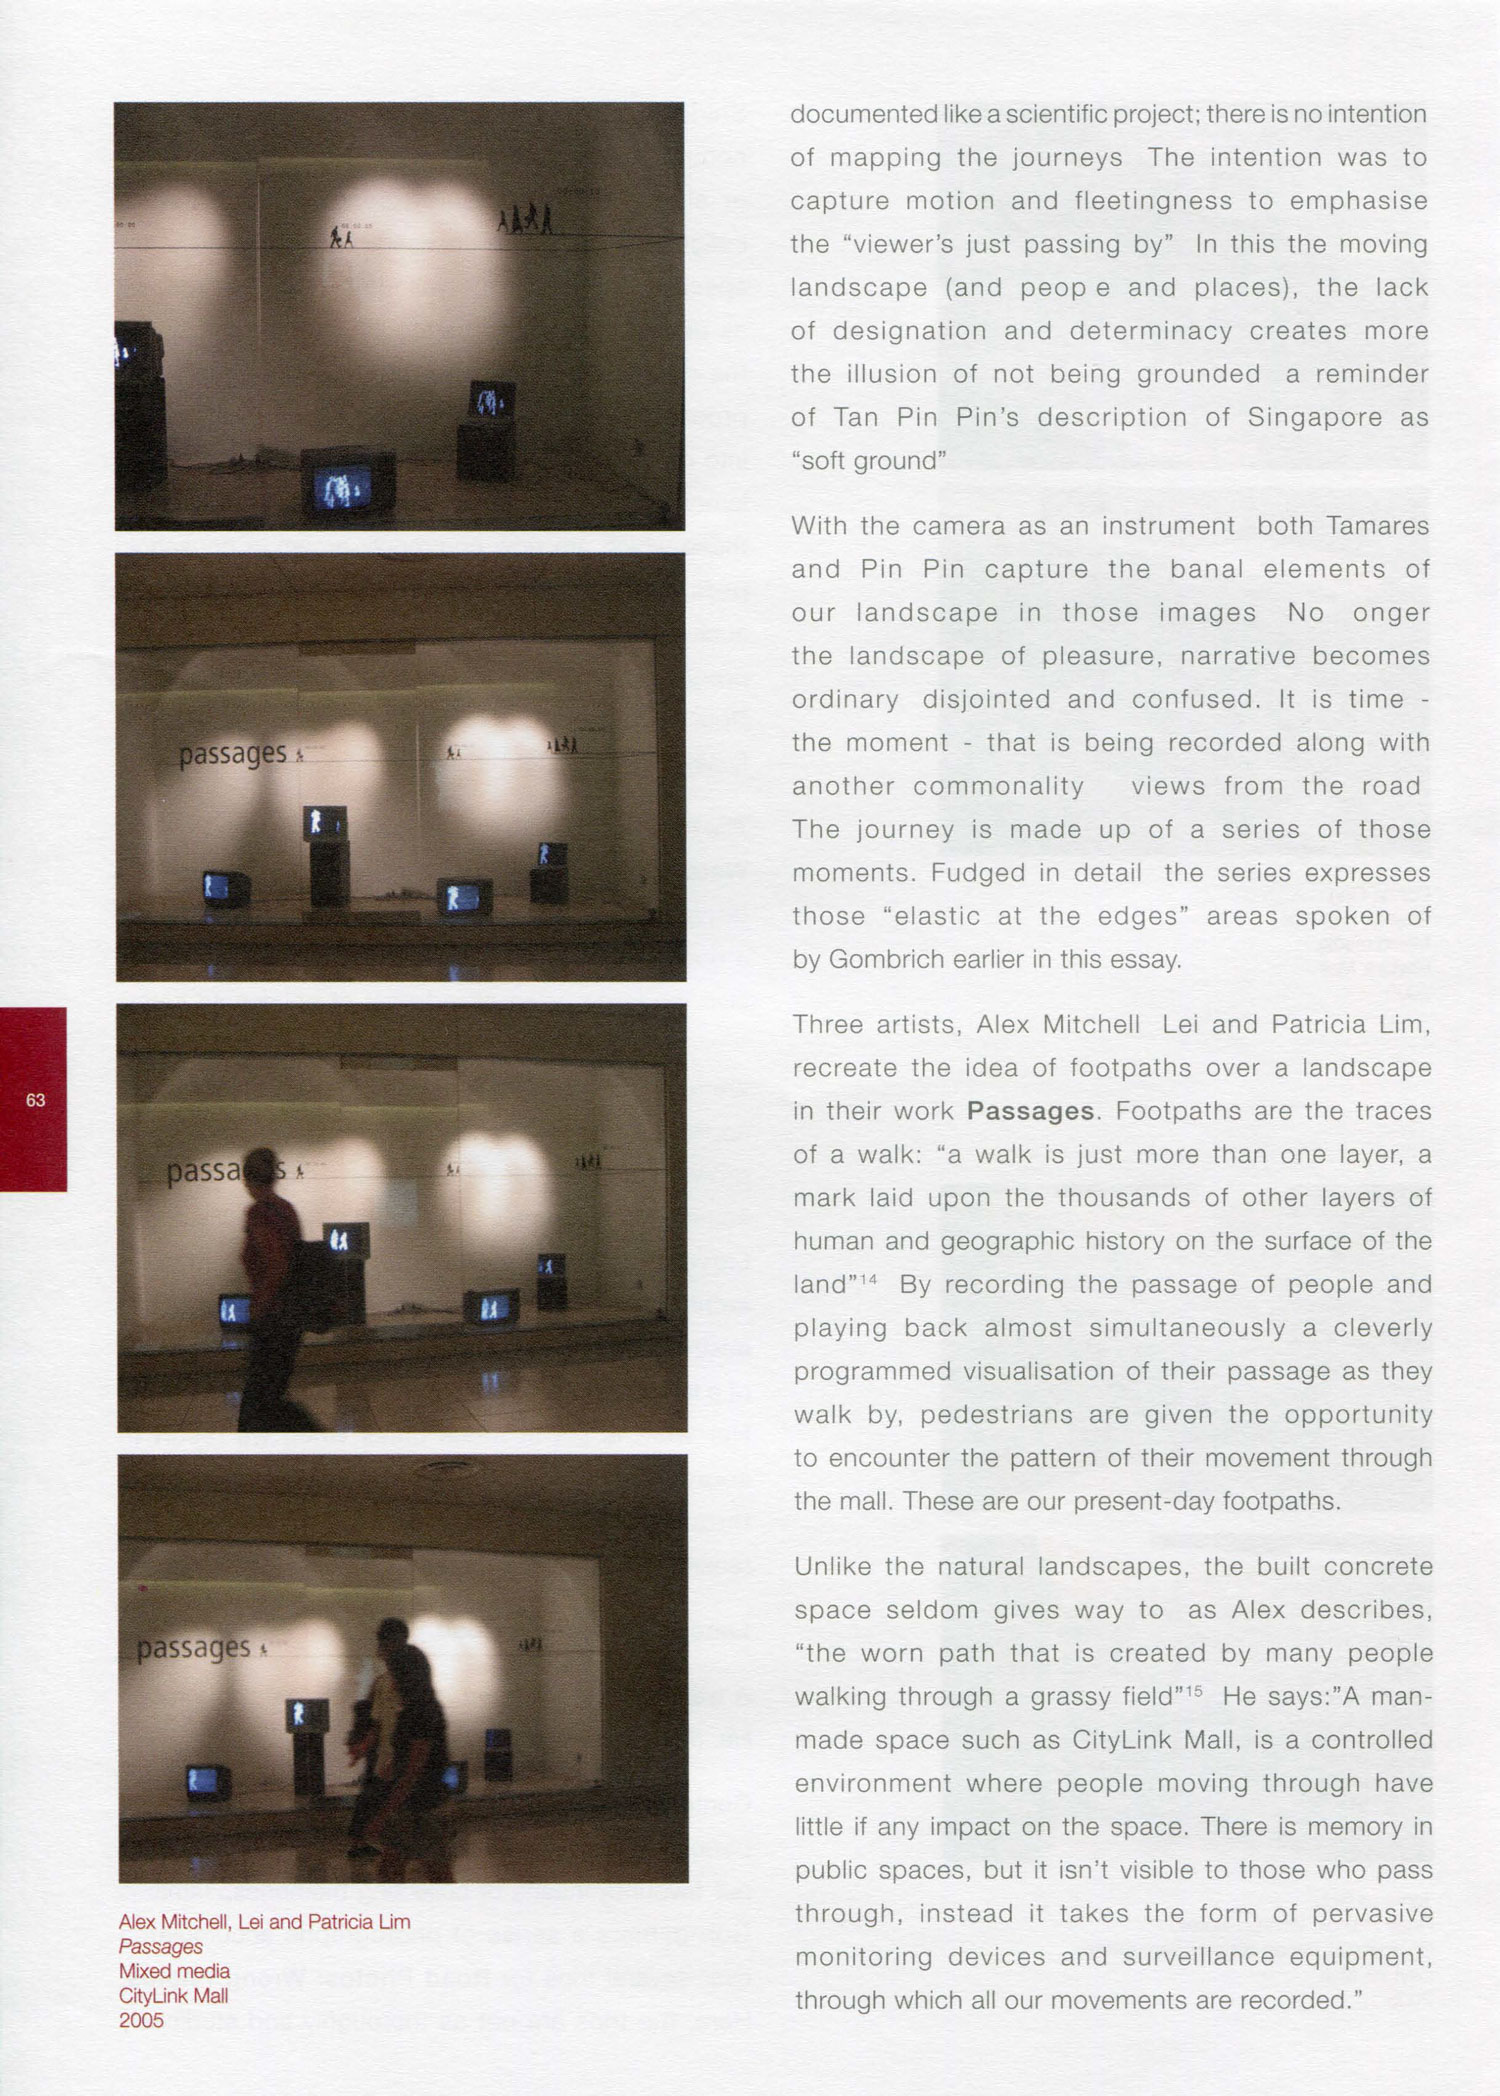 documented like a scientific project; there is no intention
of mapping the journeys The intention was to
capture motion and fleetingness to emphasise
the “viewer’s just passing by” In this the moving
landscape (and peop e and places), the lack
of designation and determinacy creates more
the illusion of not being grounded a reminder
of Tan Pin Pin’s description of Singapore as
“soft ground”
With the camera as an instrument both Tamares
and Pin Pin capture the banal elements of
our landscape in those images No onger
the landscape of pleasure, narrative becomes
ordinary disjointed and confused. It is time -
the moment - that is being recorded along with
another commonality views from the road
The journey is made up of a series of those
moments. Fudged in detail the series expresses
those “elastic at the edges” areas spoken of
by Gombrich earlier in this essay.
Three artists, Alex Mitchell Lei and Patricia Lim,
recreate the idea of footpaths over a landscape
in their work Passages. Footpaths are the traces
of a walk: “a walk is just more than one layer, a
mark laid upon the thousands of other layers of
human and geographic history on the surface of the
land”14 By recording the passage of people and
playing back almost simultaneously a cleverly
programmed visualisation of their passage as they
walk by, pedestrians are given the opportunity
to encounter the pattern of their movement through
the mall. These are our present-day footpaths.
Unlike the natural landscapes, the built concrete
space seldom gives way to as Alex describes,
“the worn path that is created by many people
walking through a grassy field”15 He says:”A man-
made space such as CityLink Mall, is a controlled
environment where people moving through have
little if any impact on the space. There is memory in
public spaces, but it isn’t visible to those who pass
through, instead it takes the form of pervasive
monitoring devices and surveillance equipment,
through which all our movements are recorded.”
passages
passages
passages
63
Alex Mitchell, Lei and Patricia Lim
Passages
Mixed media
CityLink Mall
2005